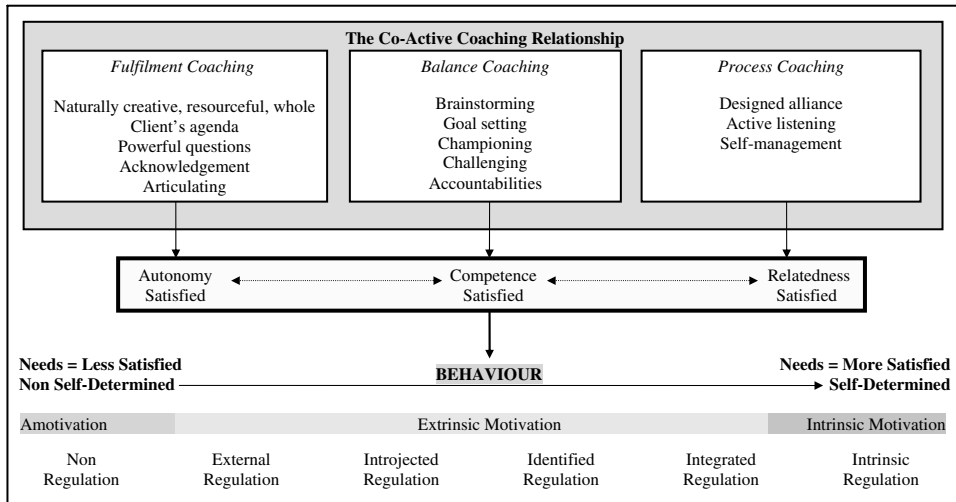 The Co-Active Coaching Relationship
Fulfilment Coaching
Naturally creative, resourceful, whole
Client's agenda
Powerful questions
Acknowledgement
Articulating
Balance Coaching
Brainstorming
Goal setting
Championing
Challenging
Accountabilities
Process Coaching
Designed alliance
Active listening
Self-management
Autonomy
Satisfied
Competence
Satisfied
Relatedness
Satisfied
Needs = Less Satisfied
Non Self-Determined
BEHAVIOUR
Needs = More Satisfied
Self-Determined
Amotivation
Extrinsic Motivation
Intrinsic Motivation
Non
Regulation
External
Regulation
Introjected
Regulation
Identified
Regulation
Integrated
Regulation
Intrinsic
Regulation